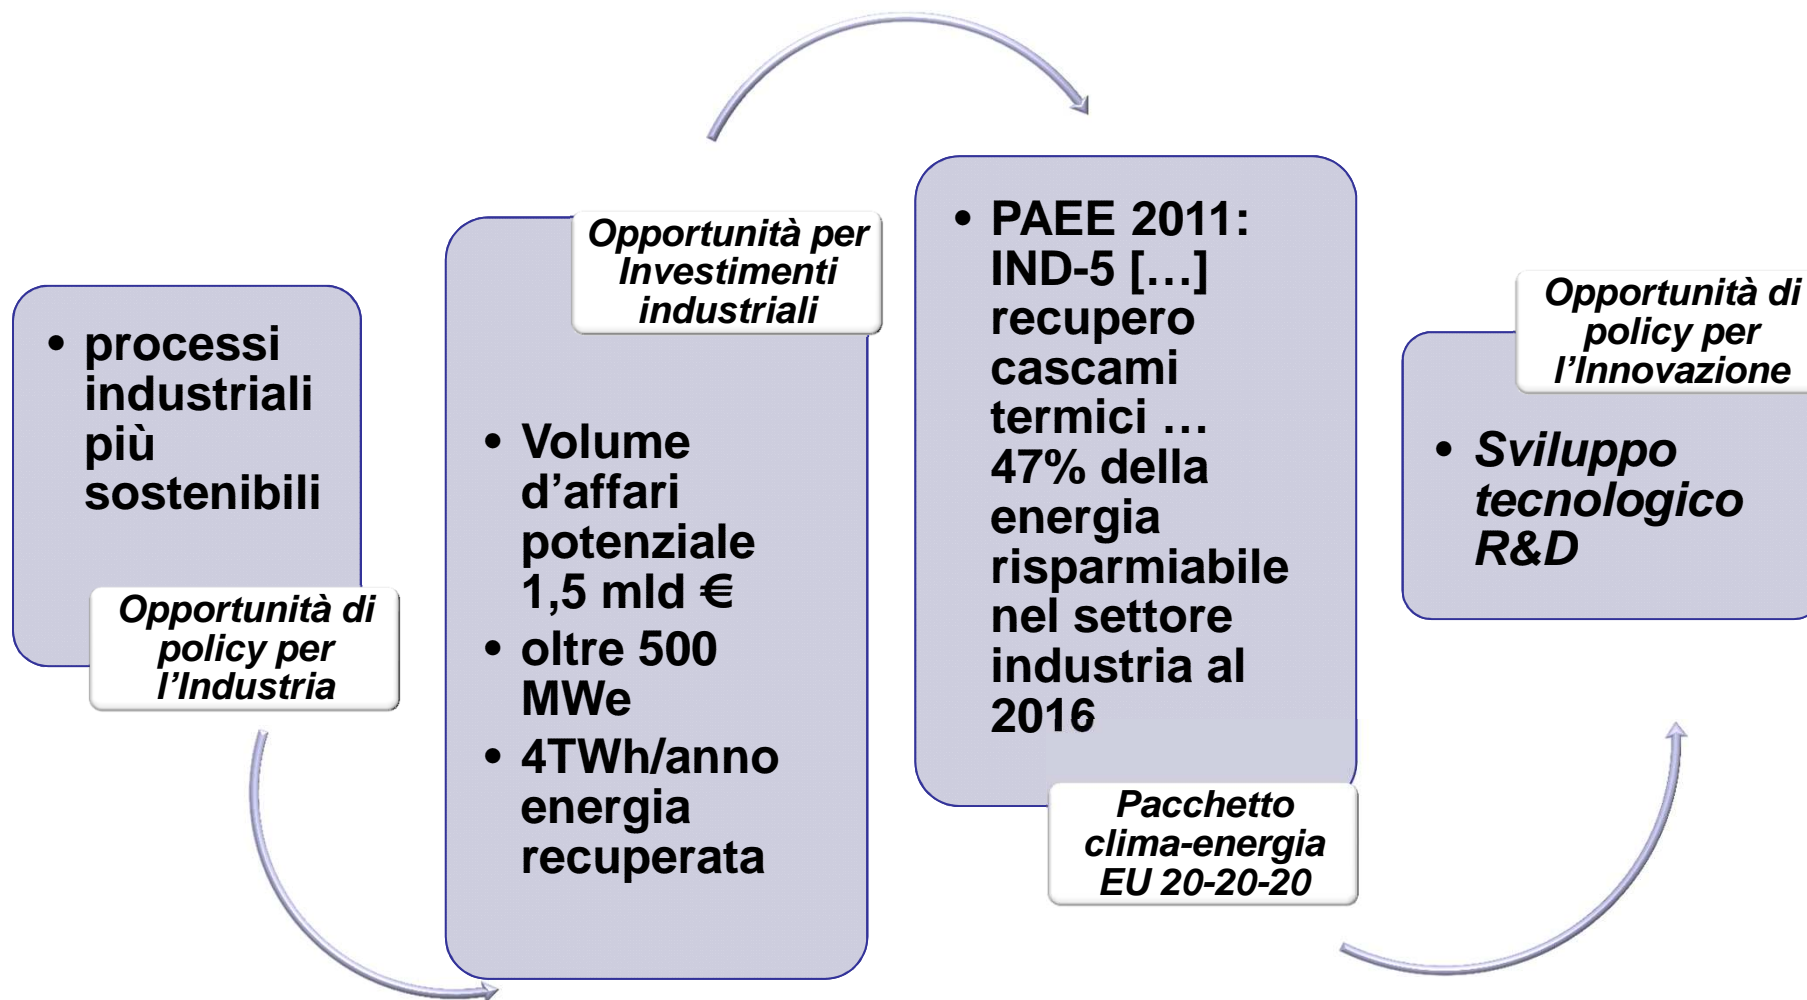 • processi
industriali
più
sostenibili
Opportunità di
policy per
l’Industria
Opportunità per
Investimenti
industriali
• Volume
d’affari
potenziale
1,5 mld €
• oltre 500
MWe
• 4TWh/anno
energia
recuperata
• PAEE 2011:
IND-5 […]
recupero
cascami
termici …
47% della
energia
risparmiabile
nel settore
industria al
2016
Pacchetto
clima-energia
EU 20-20-20
Opportunità di
policy per
l’Innovazione
• Sviluppo
tecnologico
R&D